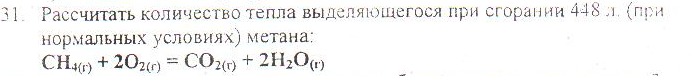 31. Рассчитать количество тепла выделяющегося при сгорании 448 л. (при
нормальных условиях) метана:
CH4(г) + 2O2(г) = CO2(г) + 2H2O(г)